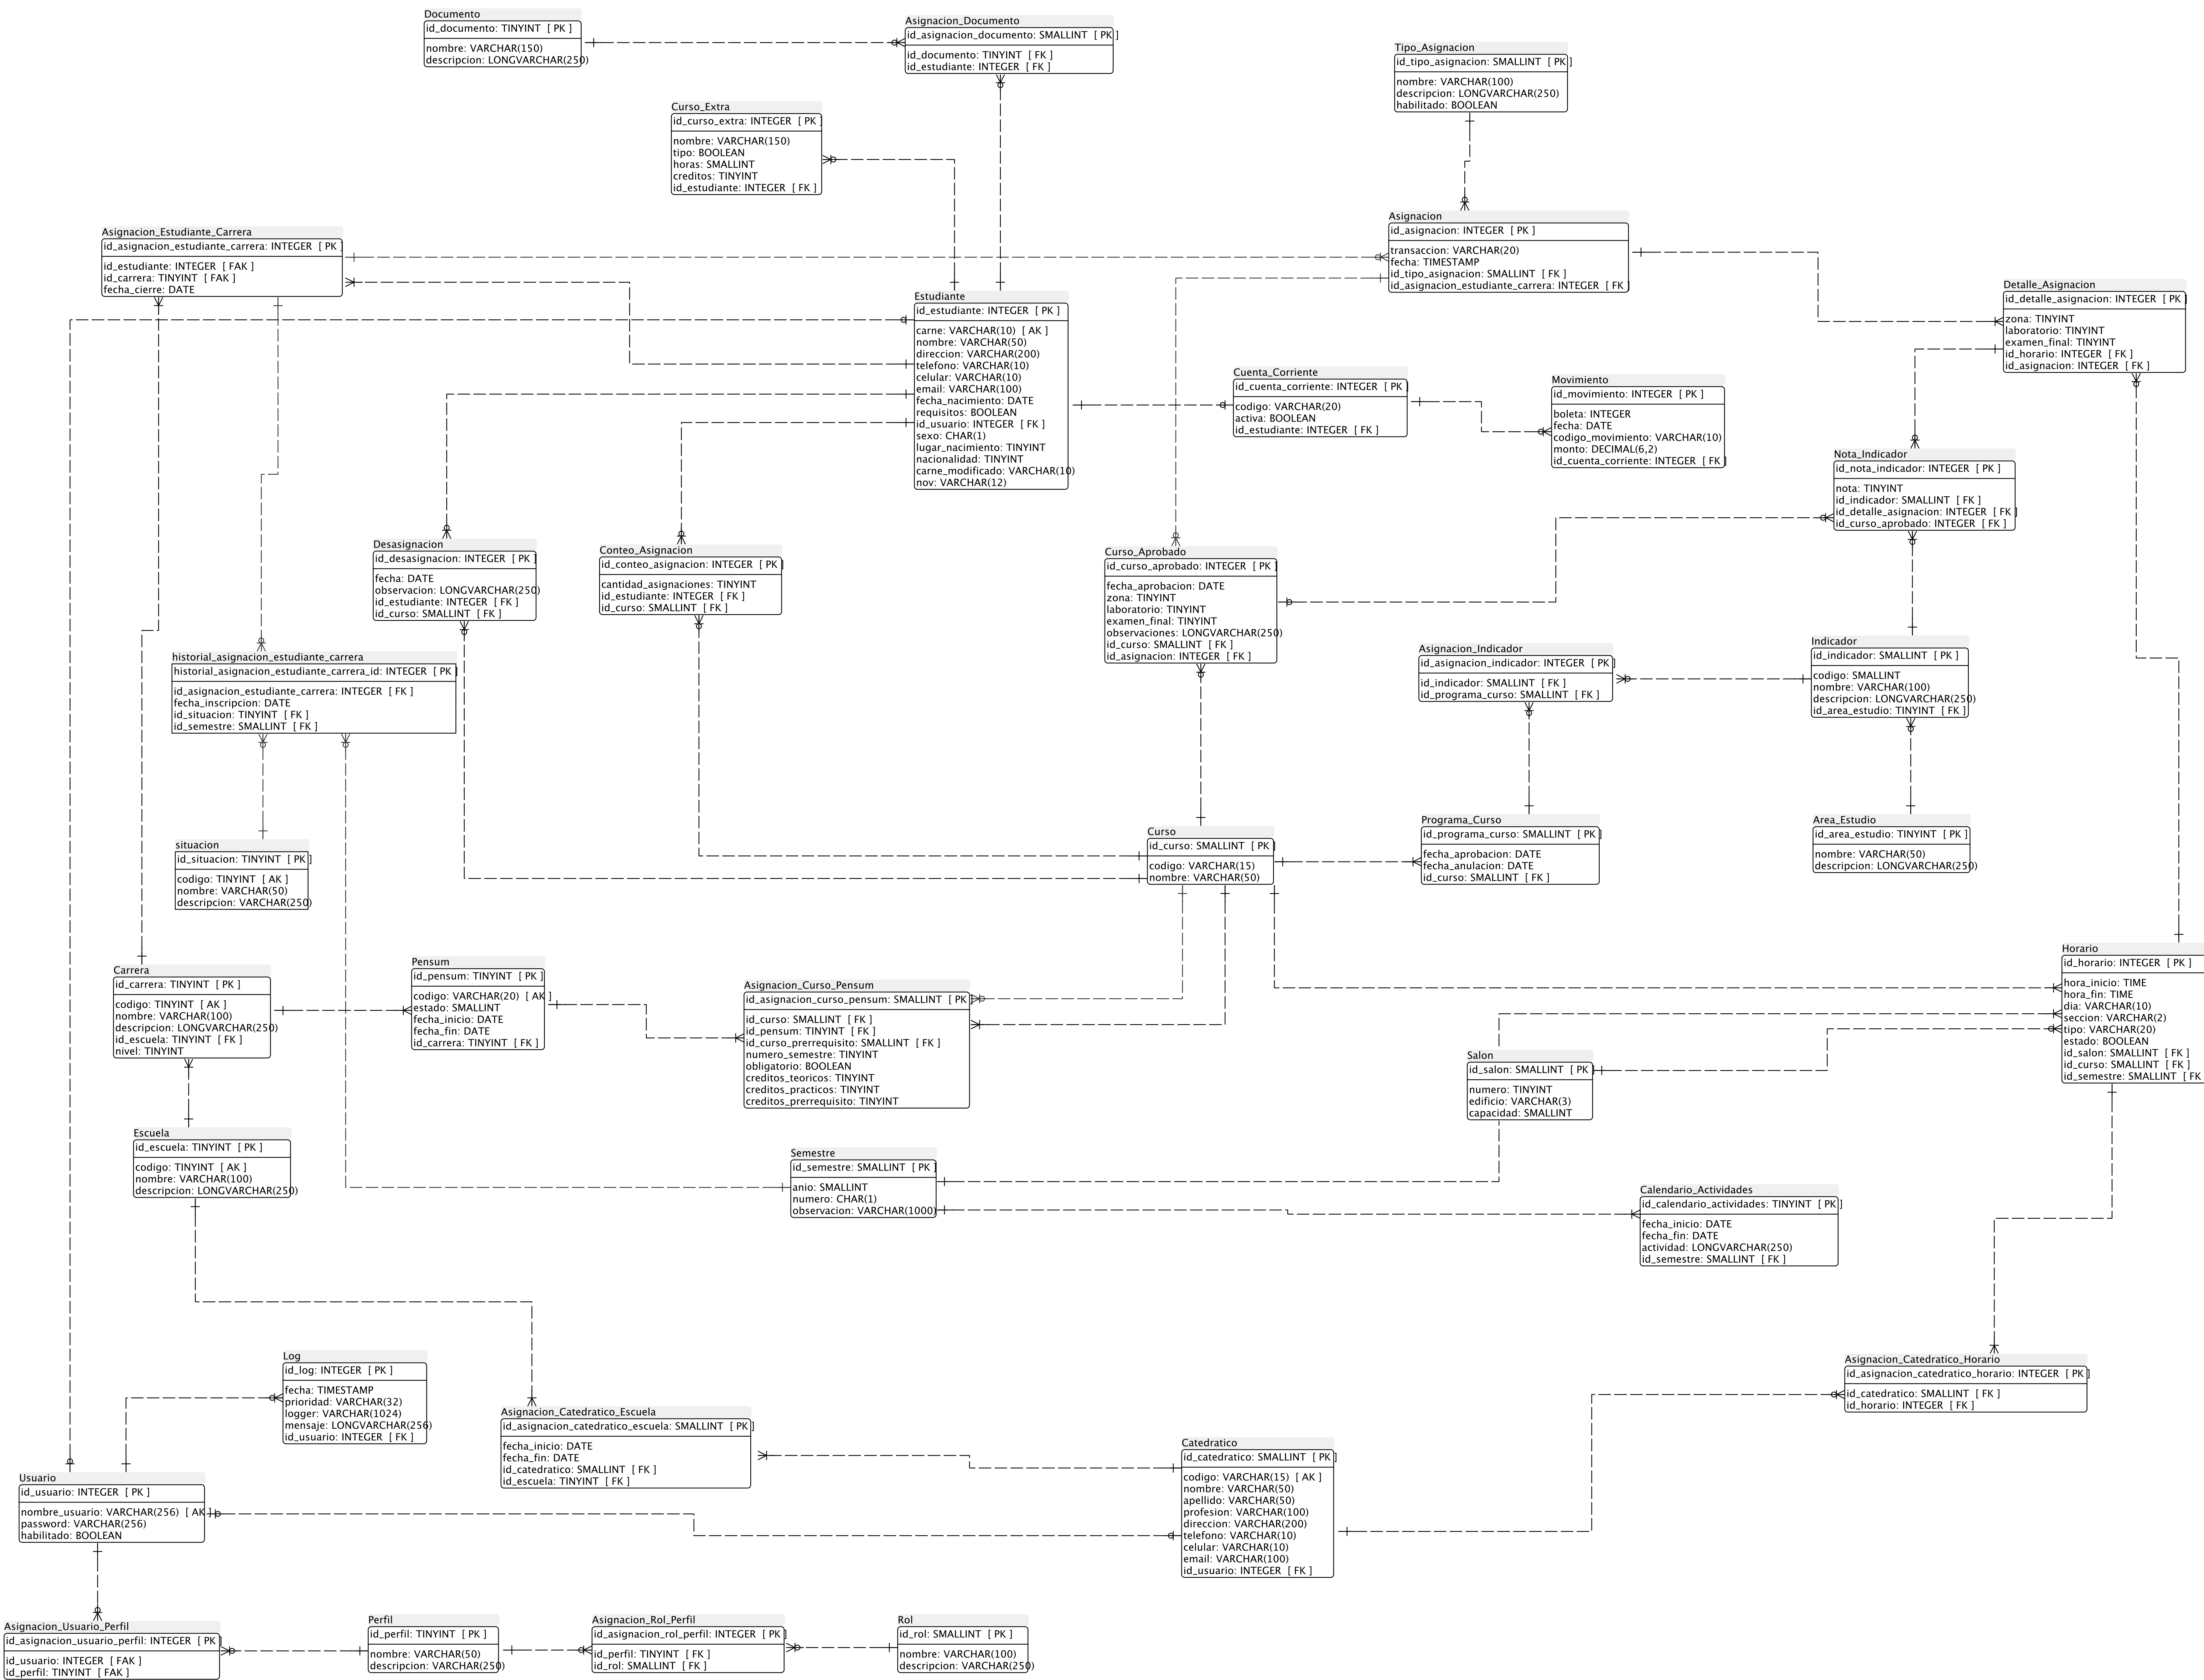 Documento
id_documento: TINYINT [ PK ]
nombre: VARCHAR(150)
descripcion: LONGVARCHAR(250)
Asignacion_Documento
id_asignacion_documento: SMALLINT [ PK ]
id_documento: TINYINT [ FK ]
id_estudiante: INTEGER [ FK ]
Tipo_Asignacion
id_tipo_asignacion: SMALLINT [ PK ]
nombre: VARCHAR(100)
descripcion: LONGVARCHAR(250)
habilitado: BOOLEAN
Curso_Extra
id_curso_extra: INTEGER [ PK ]
nombre: VARCHAR(150)
tipo: BOOLEAN
horas: SMALLINT
creditos: TINYINT
id_estudiante: INTEGER [ FK ]
Asignacion_Estudiante_Carrera
id_asignacion_estudiante_carrera: INTEGER [ PK ]
id_estudiante: INTEGER [ FAK ]
id_carrera: TINYINT [ FAK ]
fecha_cierre: DATE
Asignacion
id_asignacion: INTEGER [ PK ]
transaccion: VARCHAR(20)
fecha: TIMESTAMP
id_tipo_asignacion: SMALLINT [ FK ]
id_asignacion_estudiante_carrera: INTEGER [ FK ]
Detalle_Asignacion
id_detalle_asignacion: INTEGER [ PK ]
zona: TINYINT
laboratorio: TINYINT
examen_final: TINYINT
id_horario: INTEGER [ FK ]
id_asignacion: INTEGER [ FK ]
Estudiante
id_estudiante: INTEGER [ PK ]
carne: VARCHAR(10) [ AK ]
nombre: VARCHAR(50)
direccion: VARCHAR(200)
telefono: VARCHAR(10)
celular: VARCHAR(10)
email: VARCHAR(100)
fecha_nacimiento: DATE
requisitos: BOOLEAN
id_usuario: INTEGER [ FK ]
sexo: CHAR(1)
lugar_nacimiento: TINYINT
nacionalidad: TINYINT
carne_modificado: VARCHAR(10)
nov: VARCHAR(12)
Cuenta_Corriente
id_cuenta_corriente: INTEGER [ PK ]
codigo: VARCHAR(20)
activa: BOOLEAN
id_estudiante: INTEGER [ FK ]
Movimiento
id_movimiento: INTEGER [ PK ]
boleta: INTEGER
fecha: DATE
codigo_movimiento: VARCHAR(10)
monto: DECIMAL(6,2)
id_cuenta_corriente: INTEGER [ FK ]
Nota_Indicador
id_nota_indicador: INTEGER [ PK ]
nota: TINYINT
id_indicador: SMALLINT [ FK ]
id_detalle_asignacion: INTEGER [ FK ]
id_curso_aprobado: INTEGER [ FK ]
Desasignacion
id_desasignacion: INTEGER [ PK ]
fecha: DATE
observacion: LONGVARCHAR(250)
id_estudiante: INTEGER [ FK ]
id_curso: SMALLINT [ FK ]
Conteo_Asignacion
id_conteo_asignacion: INTEGER [ PK ]
cantidad_asignaciones: TINYINT
id_estudiante: INTEGER [ FK ]
id_curso: SMALLINT [ FK ]
Curso_Aprobado
id_curso_aprobado: INTEGER [ PK ]
fecha_aprobacion: DATE
zona: TINYINT
laboratorio: TINYINT
examen_final: TINYINT
observaciones: LONGVARCHAR(250)
id_curso: SMALLINT [ FK ]
id_asignacion: INTEGER [ FK ]
historial_asignacion_estudiante_carrera
historial_asignacion_estudiante_carrera_id: INTEGER [ PK ]
id_asignacion_estudiante_carrera: INTEGER [ FK ]
fecha_inscripcion: DATE
id_situacion: TINYINT [ FK ]
id_semestre: SMALLINT [ FK ]
Asignacion_Indicador
id_asignacion_indicador: INTEGER [ PK ]
id_indicador: SMALLINT [ FK ]
id_programa_curso: SMALLINT [ FK ]
Indicador
id_indicador: SMALLINT [ PK ]
codigo: SMALLINT
nombre: VARCHAR(100)
descripcion: LONGVARCHAR(250)
id_area_estudio: TINYINT [ FK ]
situacion
id_situacion: TINYINT [ PK ]
codigo: TINYINT [ AK ]
nombre: VARCHAR(50)
descripcion: VARCHAR(250)
Curso
id_curso: SMALLINT [ PK ]
codigo: VARCHAR(15)
nombre: VARCHAR(50)
Programa_Curso
id_programa_curso: SMALLINT [ PK ]
fecha_aprobacion: DATE
fecha_anulacion: DATE
id_curso: SMALLINT [ FK ]
Area_Estudio
id_area_estudio: TINYINT [ PK ]
nombre: VARCHAR(50)
descripcion: LONGVARCHAR(250)
Carrera
id_carrera: TINYINT [ PK ]
codigo: TINYINT [ AK ]
nombre: VARCHAR(100)
descripcion: LONGVARCHAR(250)
id_escuela: TINYINT [ FK ]
nivel: TINYINT
Pensum
id_pensum: TINYINT [ PK ]
codigo: VARCHAR(20) [ AK ]
estado: SMALLINT
fecha_inicio: DATE
fecha_fin: DATE
id_carrera: TINYINT [ FK ]
Asignacion_Curso_Pensum
id_asignacion_curso_pensum: SMALLINT [ PK ]
id_curso: SMALLINT [ FK ]
id_pensum: TINYINT [ FK ]
id_curso_prerrequisito: SMALLINT [ FK ]
numero_semestre: TINYINT
obligatorio: BOOLEAN
creditos_teoricos: TINYINT
creditos_practicos: TINYINT
creditos_prerrequisito: TINYINT
Horario
id_horario: INTEGER [ PK ]
hora_inicio: TIME
hora_fin: TIME
dia: VARCHAR(10)
seccion: VARCHAR(2)
tipo: VARCHAR(20)
estado: BOOLEAN
id_salon: SMALLINT [ FK ]
id_curso: SMALLINT [ FK ]
id_semestre: SMALLINT [ FK
Salon
id_salon: SMALLINT [ PK ]
numero: TINYINT
edificio: VARCHAR(3)
capacidad: SMALLINT
Escuela
id_escuela: TINYINT [ PK ]
codigo: TINYINT [ AK ]
nombre: VARCHAR(100)
descripcion: LONGVARCHAR(250)
Semestre
id_semestre: SMALLINT [ PK ]
anio: SMALLINT
numero: CHAR(1)
observacion: VARCHAR(1000)
Calendario_Actividades
id_calendario_actividades: TINYINT [ PK ]
fecha_inicio: DATE
fecha_fin: DATE
actividad: LONGVARCHAR(250)
id_semestre: SMALLINT [ FK ]
Log
id_log: INTEGER [ PK ]
fecha: TIMESTAMP
prioridad: VARCHAR(32)
logger: VARCHAR(1024)
mensaje: LONGVARCHAR(256)
id_usuario: INTEGER [ FK ]
Asignacion_Catedratico_Horario
id_asignacion_catedratico_horario: INTEGER [ PK ]
id_catedratico: SMALLINT [ FK ]
id_horario: INTEGER [ FK ]
Asignacion_Catedratico_Escuela
id_asignacion_catedratico_escuela: SMALLINT [ PK ]
fecha_inicio: DATE
fecha_fin: DATE
id_catedratico: SMALLINT [ FK ]
id_escuela: TINYINT [ FK ]
Catedratico
id_catedratico: SMALLINT [ PK ]
codigo: VARCHAR(15) [ AK ]
nombre: VARCHAR(50)
apellido: VARCHAR(50)
profesion: VARCHAR(100)
direccion: VARCHAR(200)
telefono: VARCHAR(10)
celular: VARCHAR(10)
email: VARCHAR(100)
id_usuario: INTEGER [ FK ]
Usuario
id_usuario: INTEGER [ PK ]
nombre_usuario: VARCHAR(256) [ AK ]
password: VARCHAR(256)
habilitado: BOOLEAN
Asignacion_Usuario_Perfil
id_asignacion_usuario_perfil: INTEGER [ PK ]
id_usuario: INTEGER [ FAK ]
id_perfil: TINYINT [ FAK ]
Perfil
id_perfil: TINYINT [ PK ]
nombre: VARCHAR(50)
descripcion: VARCHAR(250)
Asignacion_Rol_Perfil
id_asignacion_rol_perfil: INTEGER [ PK ]
id_perfil: TINYINT [ FK ]
id_rol: SMALLINT [ FK ]
Rol
id_rol: SMALLINT [ PK ]
nombre: VARCHAR(100)
descripcion: VARCHAR(250)